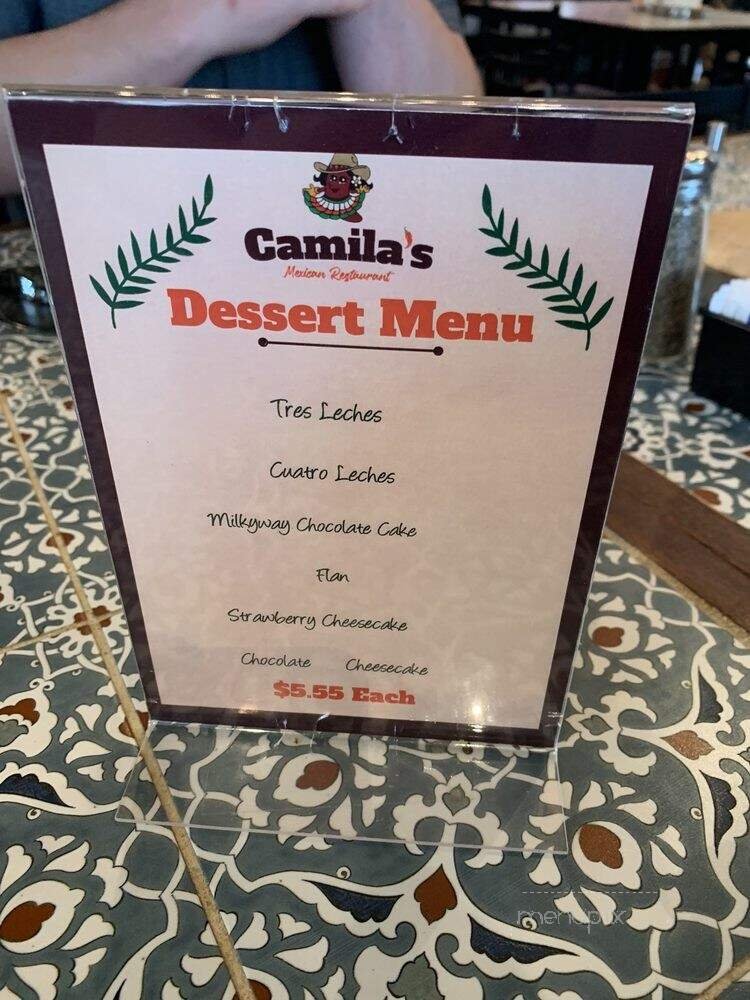 Camila's
Mexican Restaurant
Dessert Menu
Tres Leches
Cuatro Leches
Milkyway Chocolate Cake
Flan
Strawberry Cheesecake
Chocolate Cheesecake
$5.55 Each
menupix